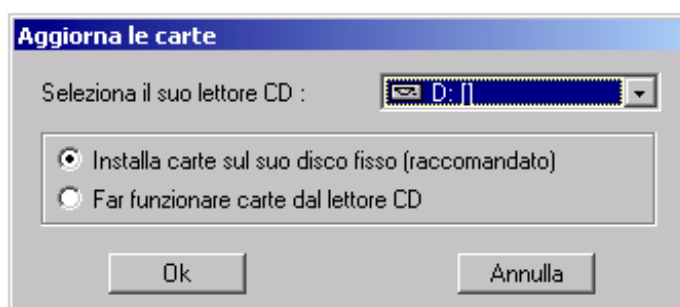 Aggiorna le carte
Seleziona il suo lettore CD : D: []
Installa carte sul suo disco fisso (raccomandato)
Far funzionare carte dal lettore CD
Ok Annulla